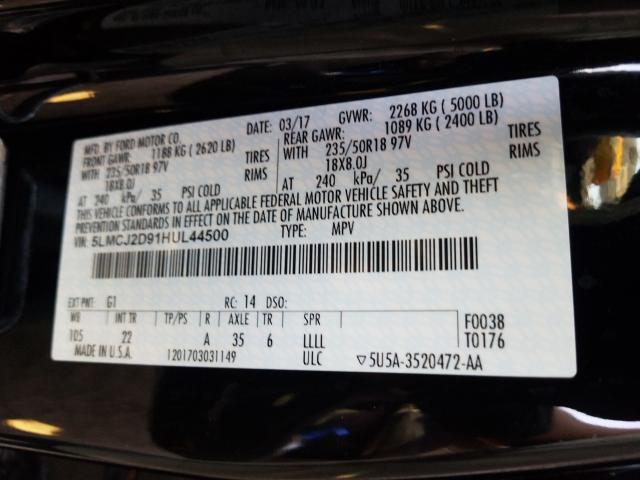 MFD. BY FORD MOTOR CO. DATE: 03/17 GVWR: 2268 KG ( 5000 LB)
FRONT GAWR: 1188 KG ( 2620 LB) REAR GAWR: 1089 KG ( 2400 LB)
WITH 235/50R18 97V TIRES WITH 235/50R18 97V TIRES
18X8.0J RIMS 18X8.0J RIMS
AT 240 kPa/ 35 PSI COLD AT 240 kPa/ 35 PSI COLD
THIS VEHICLE CONFORMS TO ALL APPLICABLE FEDERAL MOTOR VEHICLE SAFETY AND THEFT
PREVENTION STANDARDS IN EFFECT ON THE DATE OF MANUFACTURE SHOWN ABOVE.
VIN: 5LMCJ2D91HUL44500 TYPE: MPV
EXT PNT: G1 RC: 14 DSO:
WB INT TR TP/PS R AXLE TR SPR F0038
105 22 A 35 6 LLLL T0176
MADE IN U.S.A. 1201703031149 ULC ▽5U5A-3520472-AA